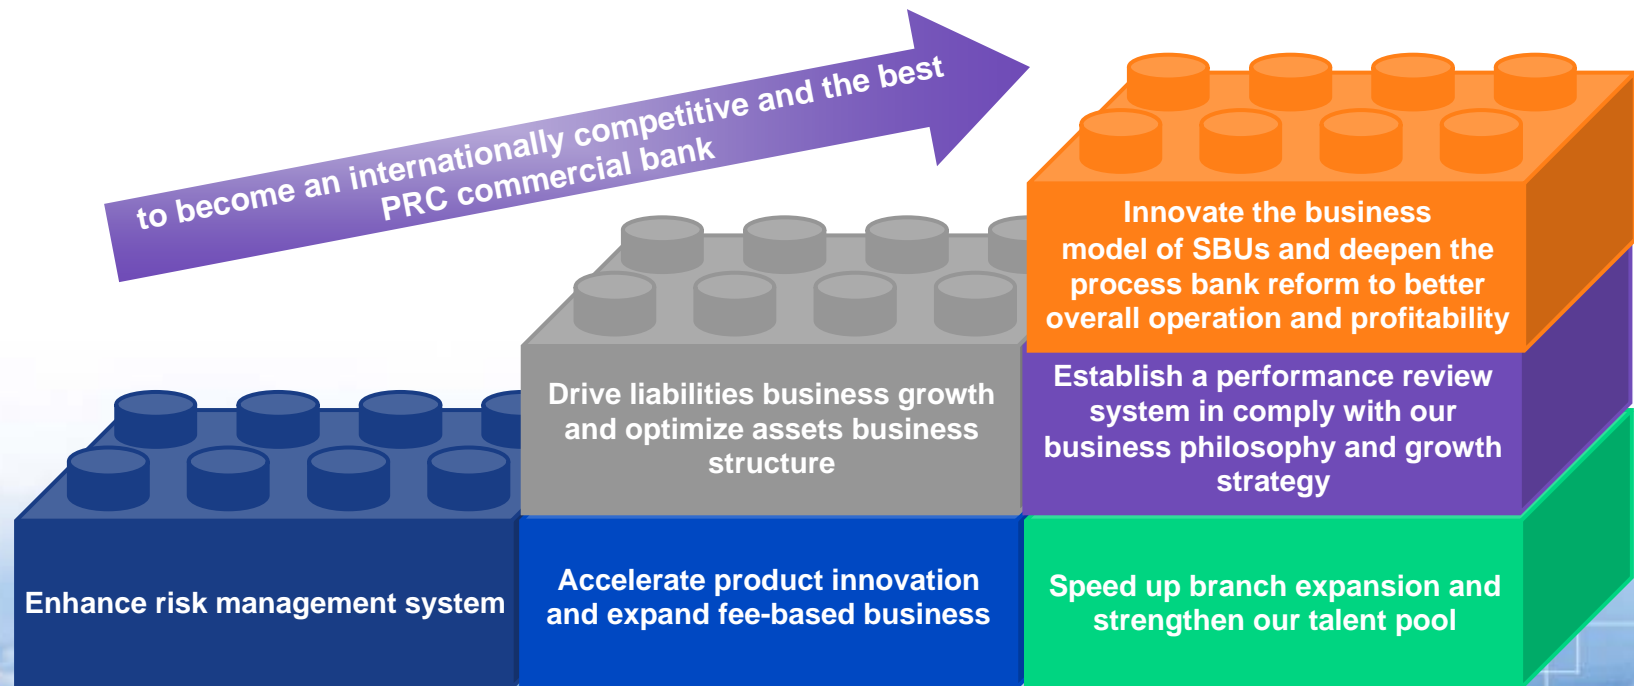 to become an internationally competitive and the best
PRC commercial bank
Innovate the business
model of SBUs and deepen the
process bank reform to better
overall operation and profitability
Drive liabilities business growth
and optimize assets business
structure
Establish a performance review
system in comply with our
business philosophy and growth
strategy
Enhance risk management system
Accelerate product innovation
and expand fee-based business
Speed up branch expansion and
strengthen our talent pool